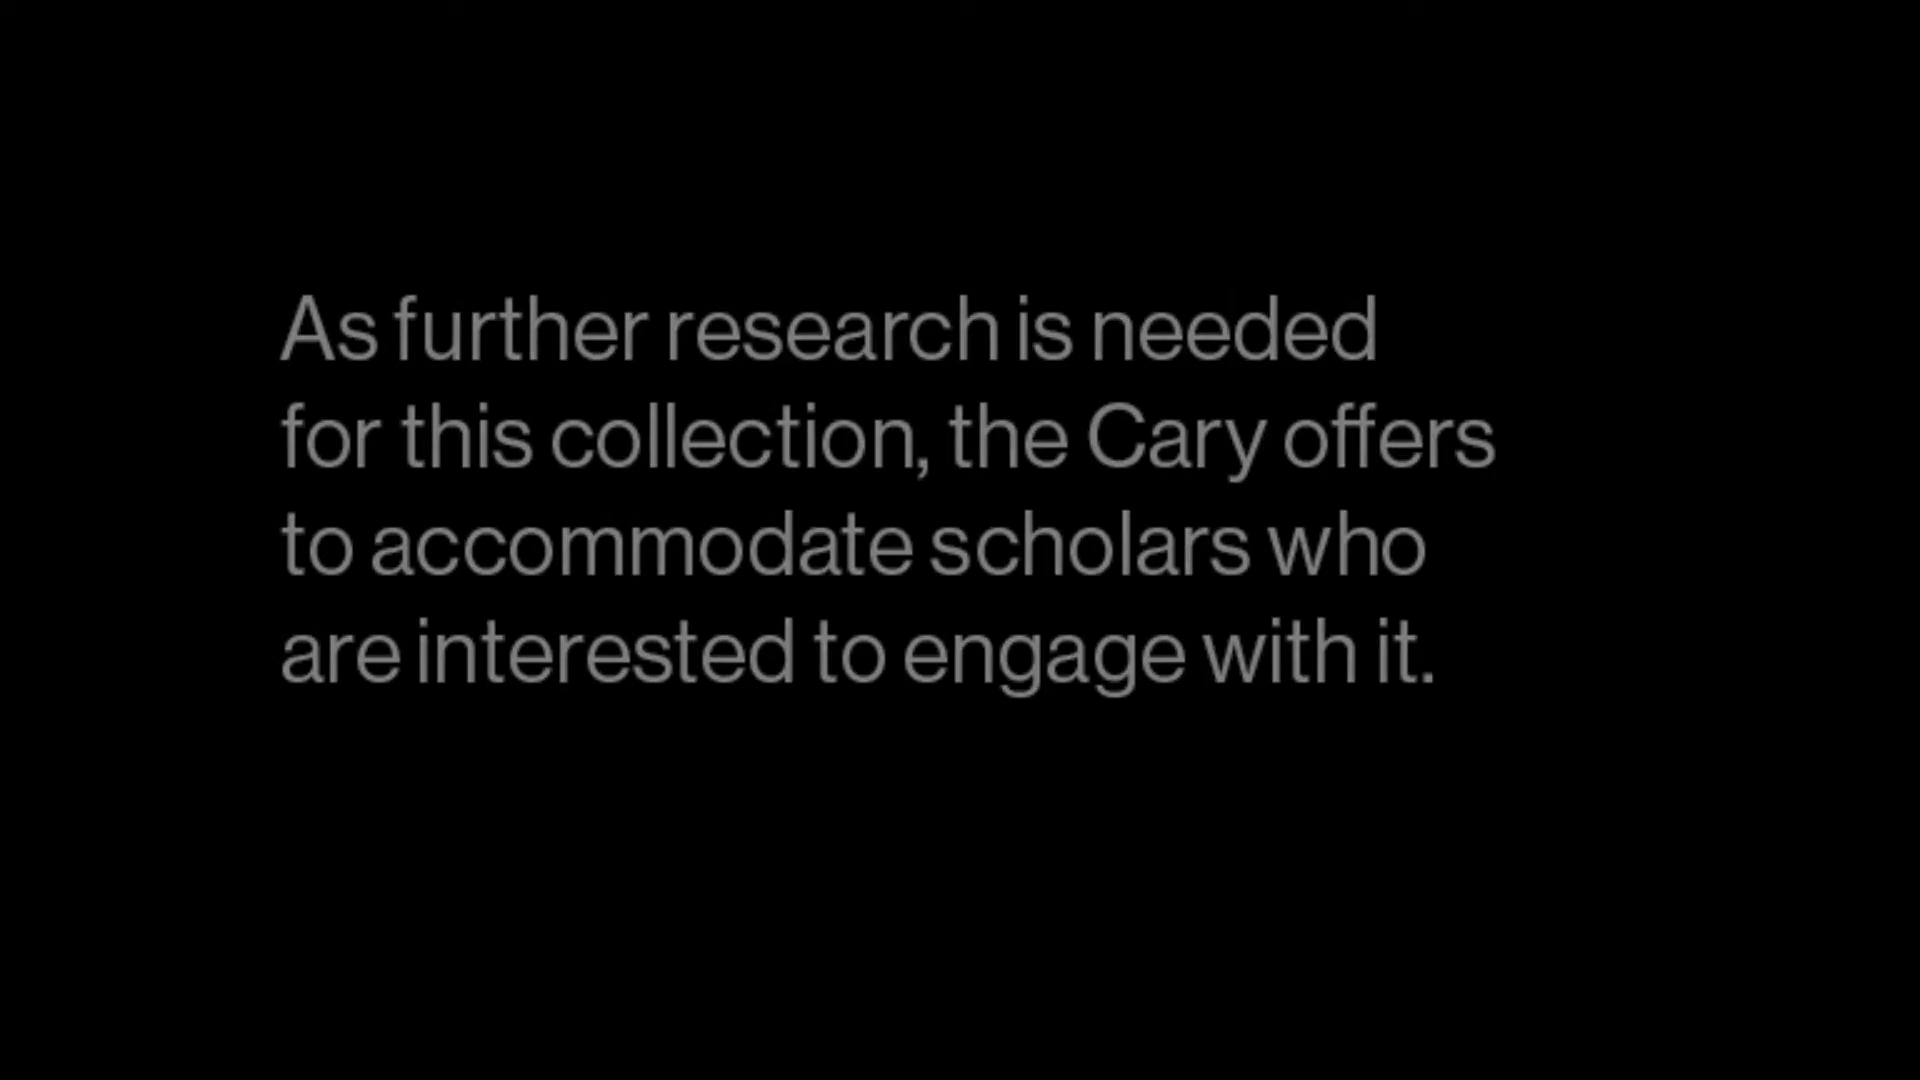 As further research is needed
for this collection, the Cary offers
to accommodate scholars who
are interested to engage with it.